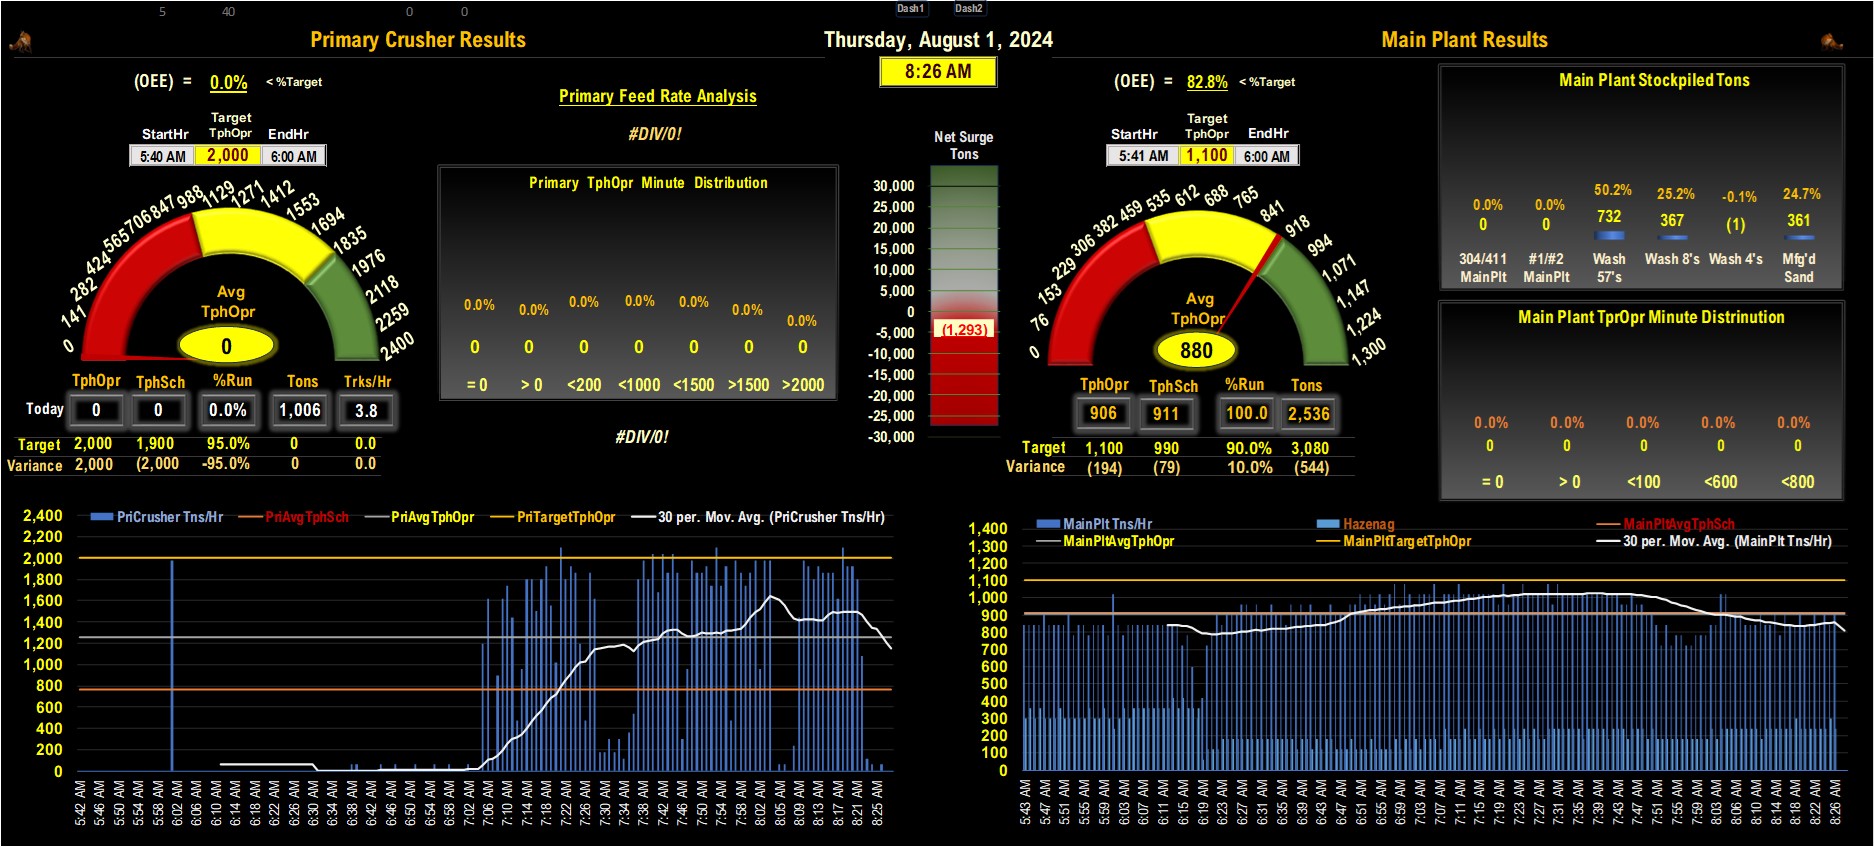 5 40 0 0 Dash1 Dash2
Primary Crusher Results
Thursday, August 1, 2024
Main Plant Results
8:26 AM
(OEE) = 0.0% < %Target
Target
StartHr TphOpr EndHr
5:40 AM 2,000 6:00 AM
0 141 282 424 565 706 847 988 1129 1271 1412 1553 1694 1835 1976 2118 2259 2400
Avg
TphOpr
0
TphOpr TphSch %Run Tons Trks/Hr
Today 0 0 0.0% 1,006 3.8
Target 2,000 1,900 95.0% 0 0.0
Variance 2,000 (2,000 -95.0% 0 0.0
Primary Feed Rate Analysis
#DIV/0!
Primary TphOpr Minute Distribution
0.0% 0.0% 0.0% 0.0% 0.0% 0.0% 0.0%
0 0 0 0 0 0 0
= 0 > 0 <200 <1000 <1500 >1500 >2000
#DIV/0!
Net Surge
Tons
30,000
25,000
20,000
15,000
10,000
5,000
0
-5,000
(1,293)
-10,000
-15,000
-20,000
-25,000
-30,000
(OEE) = 82.8% < %Target
Target
StartHr TphOpr EndHr
5:41 AM 1,100 6:00 AM
0 76 153 229 306 382 459 535 612 688 765 841 918 994 1,071 1,147 1,224 1,300
Avg
TphOpr
880
TphOpr TphSch %Run Tons
906 911 100.0 2,536
Target 1,100 990 90.0% 3,080
Variance (194) (79) 10.0% (544)
Main Plant Stockpiled Tons
0.0% 0.0% 50.2% 25.2% -0.1% 24.7%
0 0 732 367 (1) 361
304/411 #1/#2 Wash Wash 8's Wash 4's Mfg'd
MainPlt MainPlt 57's Sand
Main Plant TprOpr Minute Distrinution
0.0% 0.0% 0.0% 0.0% 0.0%
0 0 0 0 0
= 0 > 0 <100 <600 <800
PriCrusher Tns/Hr PriAvgTphSch PriAvgTphOpr PriTargetTphOpr 30 per. Mov. Avg. (PriCrusher Tns/Hr)
2,400
2,200
2,000
1,800
1,600
1,400
1,200
1,000
800
600
400
200
0
5:42 AM 5:46 AM 5:50 AM 5:54 AM 5:58 AM 6:02 AM 6:06 AM 6:10 AM 6:14 AM 6:18 AM 6:22 AM 6:26 AM 6:30 AM 6:34 AM 6:38 AM 6:42 AM 6:46 AM 6:50 AM 6:54 AM 6:58 AM 7:02 AM 7:06 AM 7:10 AM 7:14 AM 7:18 AM 7:22 AM 7:26 AM 7:30 AM 7:34 AM 7:38 AM 7:42 AM 7:46 AM 7:50 AM 7:54 AM 7:58 AM 8:02 AM 8:05 AM 8:09 AM 8:13 AM 8:17 AM 8:21 AM 8:25 AM
MainPlt Tns/Hr Hazenag MainPltAvgTphSch
MainPltAvgTphOpr MainPltTargetTphOpr 30 per. Mov. Avg. (MainPlt Tns/Hr)
1,400
1,300
1,200
1,100
1,000
900
800
700
600
500
400
300
200
100
0
5:43 AM 5:47 AM 5:51 AM 5:55 AM 5:59 AM 6:03 AM 6:07 AM 6:11 AM 6:15 AM 6:19 AM 6:23 AM 6:27 AM 6:31 AM 6:35 AM 6:39 AM 6:43 AM 6:47 AM 6:51 AM 6:55 AM 6:59 AM 7:03 AM 7:07 AM 7:11 AM 7:15 AM 7:19 AM 7:23 AM 7:27 AM 7:31 AM 7:35 AM 7:39 AM 7:43 AM 7:47 AM 7:51 AM 7:55 AM 7:59 AM 8:03 AM 8:06 AM 8:10 AM 8:14 AM 8:18 AM 8:22 AM 8:26 AM